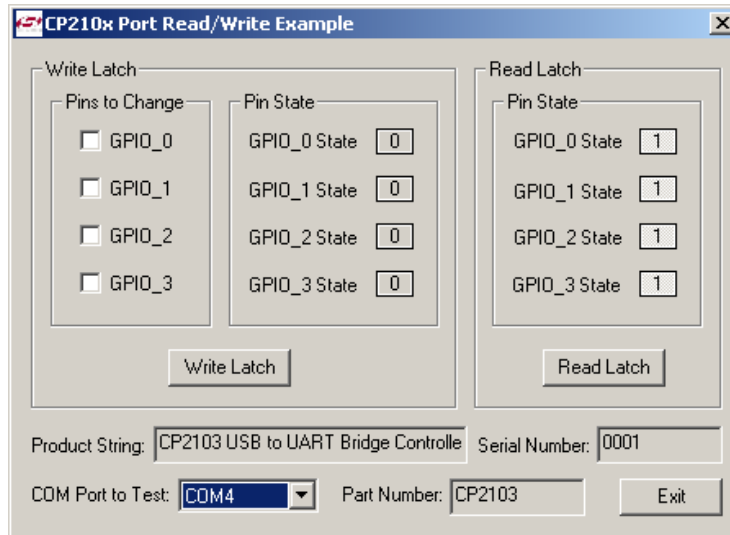 CP210x Port Read/Write Example
Write Latch
Pins to Change
GPIO_0
GPIO_1
GPIO_2
GPIO_3
Pin State
GPIO_0 State 0
GPIO_1 State 0
GPIO_2 State 0
GPIO_3 State 0
Write Latch
Read Latch
Pin State
GPIO_0 State 1
GPIO_1 State 1
GPIO_2 State 1
GPIO_3 State 1
Read Latch
Product String: CP2103 USB to UART Bridge Controlle
Serial Number: 0001
COM Port to Test: COM4
Part Number: CP2103
Exit